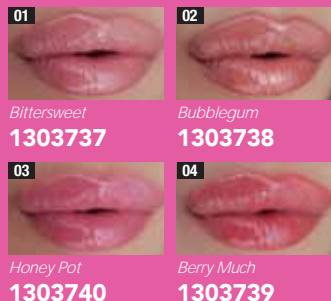 01
Bittersweet
1303737
02
Bubblegum
1303738
03
Honey Pot
1303740
04
Berry Much
1303739